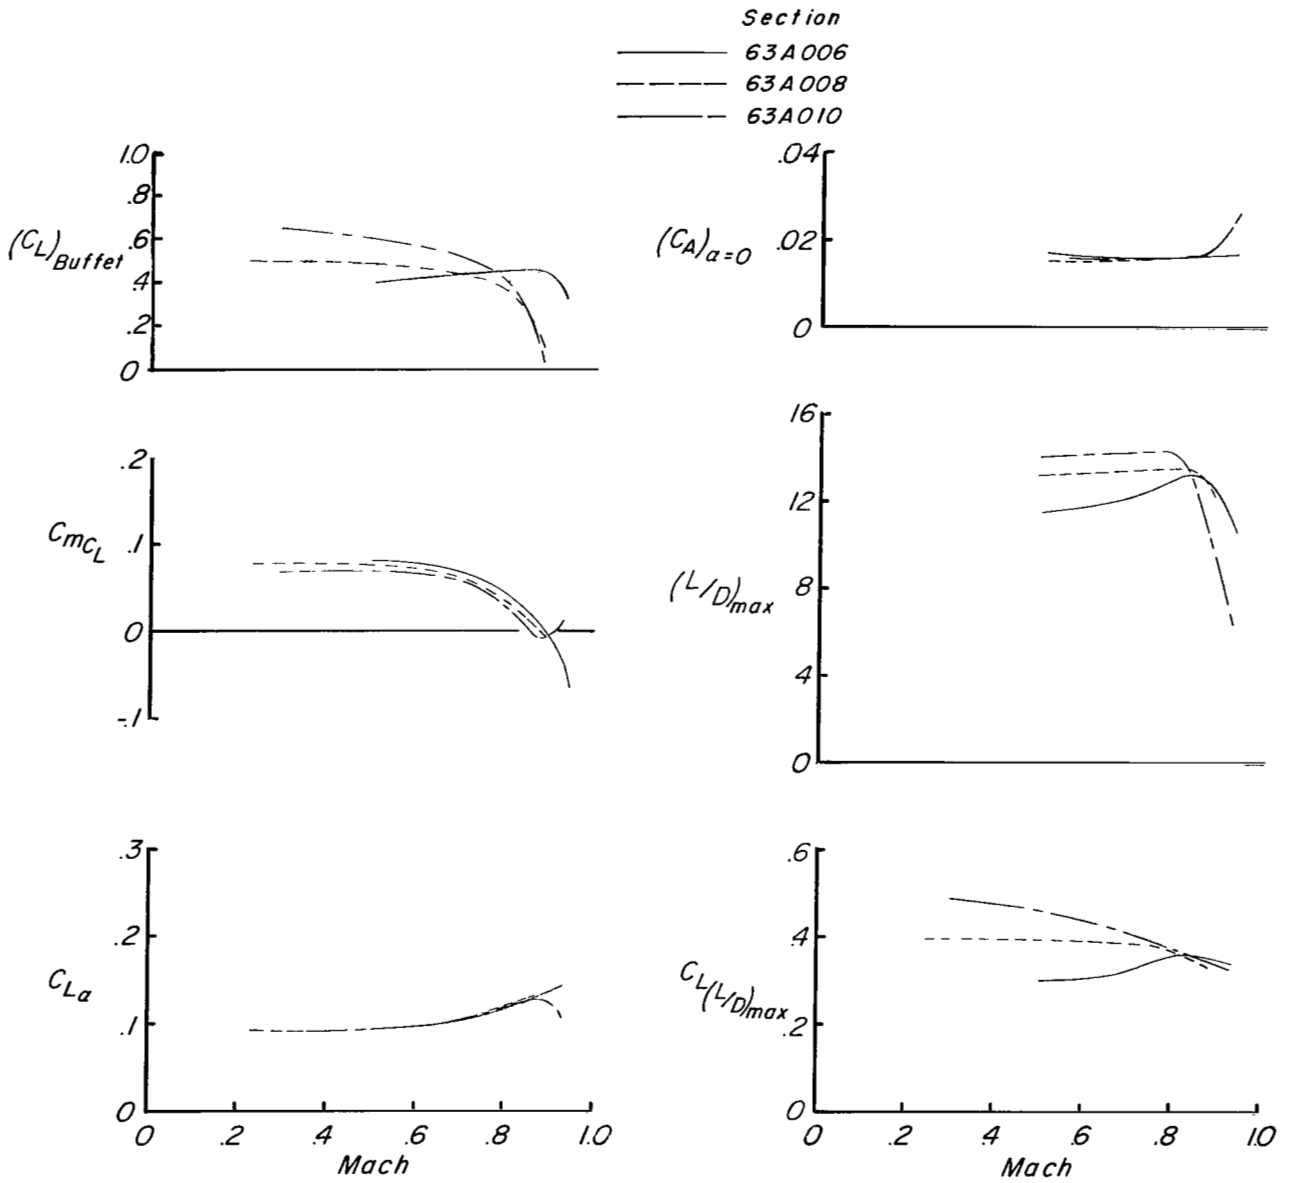 Section
63A006
63A008
63A010
1.0
.8
.6
.4
.2
0
(CL)Buffet
.04
.02
0
(CA)α=0
.2
.1
0
-.1
CmCL
16
12
8
4
0
(L/D)max
.3
.2
.1
0
CLα
0 .2 .4 .6 .8 1.0
Mach
.6
.4
.2
0
CL(L/D)max
0 .2 .4 .6 .8 1.0
Mach